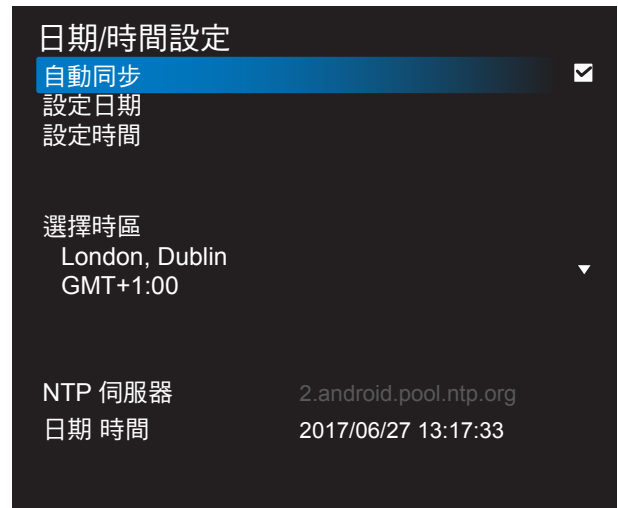 日期/時間設定
自動同步
設定日期
設定時間
選擇時區
London, Dublin
GMT+1:00
NTP 伺服器 2.android.pool.ntp.org
日期 時間 2017/06/27 13:17:33